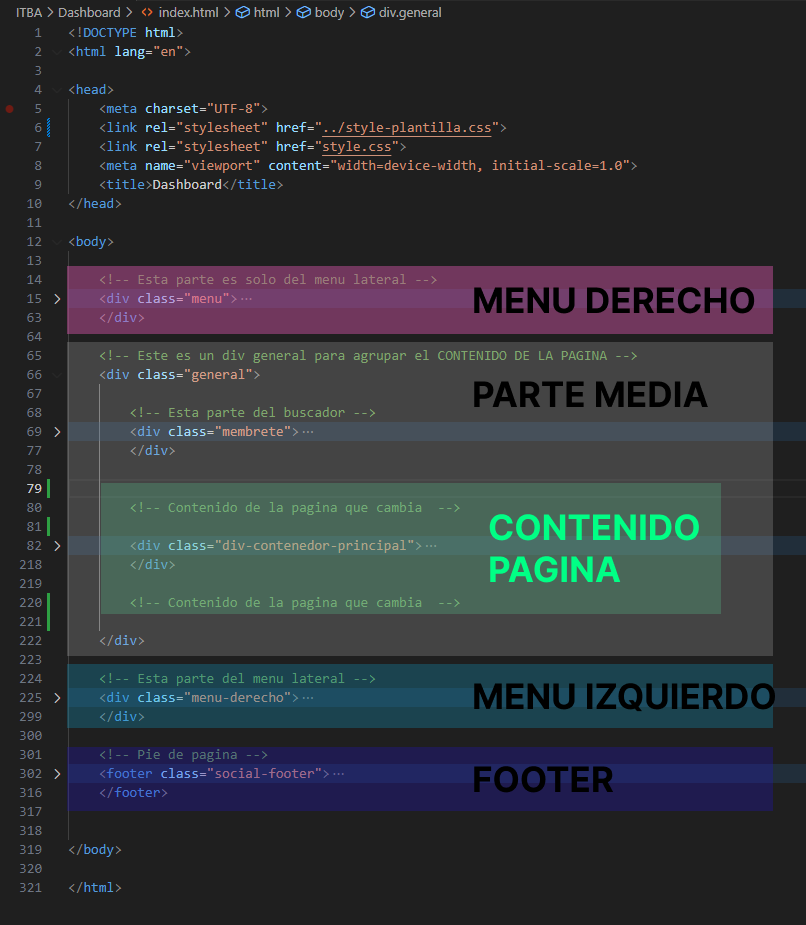 ITBA > Dashboard > <> index.html > html > body > div.general
1 <!DOCTYPE html>
2 <html lang="en">
3
4 <head>
5 <meta charset="UTF-8">
6 <link rel="stylesheet" href="../style-plantilla.css">
7 <link rel="stylesheet" href="style.css">
8 <meta name="viewport" content="width=device-width, initial-scale=1.0">
9 <title>Dashboard</title>
10 </head>
11
12 <body>
13
14 <!-- Esta parte es solo del menu lateral -->
15 > <div class="menu">···
MENU DERECHO
63 </div>
64
65 <!-- Este es un div general para agrupar el CONTENIDO DE LA PAGINA -->
66 <div class="general">
67
PARTE MEDIA
68 <!-- Esta parte del buscador -->
69 > <div class="membrete">···
77 </div>
78
79
80 <!-- Contenido de la pagina que cambia  -->
81
CONTENIDO
82 > <div class="div-contenedor-principal">···
218 </div>
PAGINA
219
220 <!-- Contenido de la pagina que cambia  -->
221
222 </div>
223
224 <!-- Esta parte del menu lateral -->
225 > <div class="menu-derecho">···
MENU IZQUIERDO
299 </div>
300
301 <!-- Pie de pagina -->
302 > <footer class="social-footer">···
FOOTER
316 </footer>
317
318
319 </body>
320
321 </html>